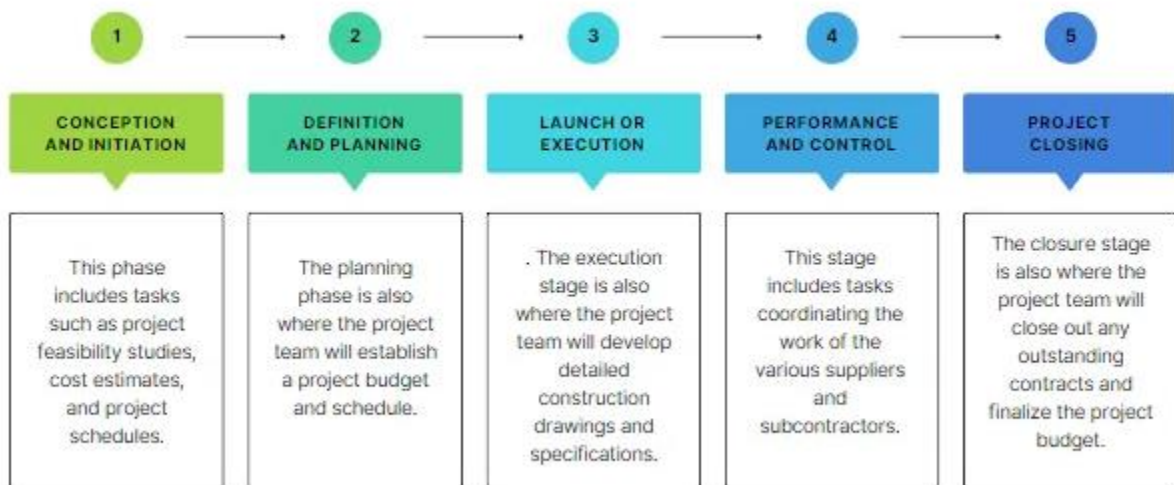 1
2
3
4
5
CONCEPTION
AND INITIATION
DEFINITION
AND PLANNING
LAUNCH OR
EXECUTION
PERFORMANCE
AND CONTROL
PROJECT
CLOSING
This phase
includes tasks
such as project
feasibility studies,
cost estimates,
and project
schedules.
The planning
phase is also
where the project
team will establish
a project budget
and schedule.
. The execution
stage is also
where the project
team will develop
detailed
construction
drawings and
specifications.
This stage
includes tasks
coordinating the
work of the
various suppliers
and
subcontractors.
The closure stage
is also where the
project team will
close out any
outstanding
contracts and
finalize the project
budget.